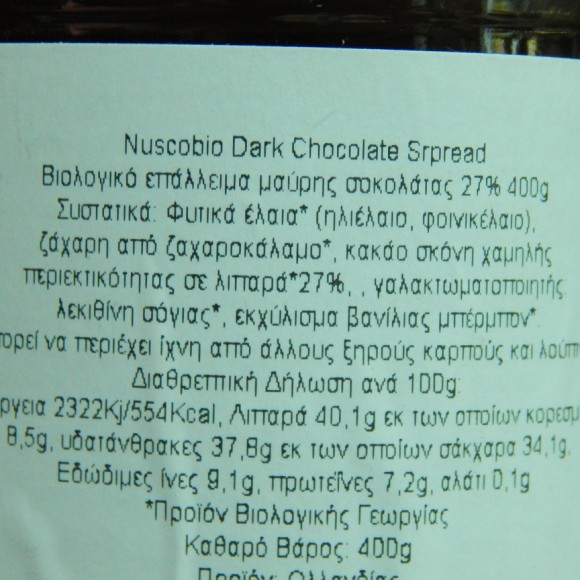 Nuscobio Dark Chocolate Srpread
Βιολογικό επάλλειμα μαύρης σοκολάτας 27% 400g
Συστατικά: Φυτικά έλαια* (ηλιέλαιο, φοινικέλαιο),
ζάχαρη από ζαχαροκάλαμο*, κακάο σκόνη χαμηλής
περιεκτικότητας σε λιπαρά*27%, , γαλακτωματοποιητής
λεκιθίνη σόγιας*, εκχύλισμα βανίλιας μπέρμπον*
να περιέχει ίχνη από άλλους ξηρούς καρπούς και
Διαθρεπτική Δήλωση ανά 100g:
2322Kj/554Kcal, Λιπαρά 40,1g εκ των οποίων
8,5g, υδατάνθρακες 37,8g εκ των οποίων σάκχαρα 34,1g,
Εδώδιμες ίνες 9,1g, πρωτεΐνες 7,2g, αλάτι 0,1g
*Προϊόν Βιολογικής Γεωργίας
Καθαρό Βάρος: 400g
Προϊόν: Ολλανδίας